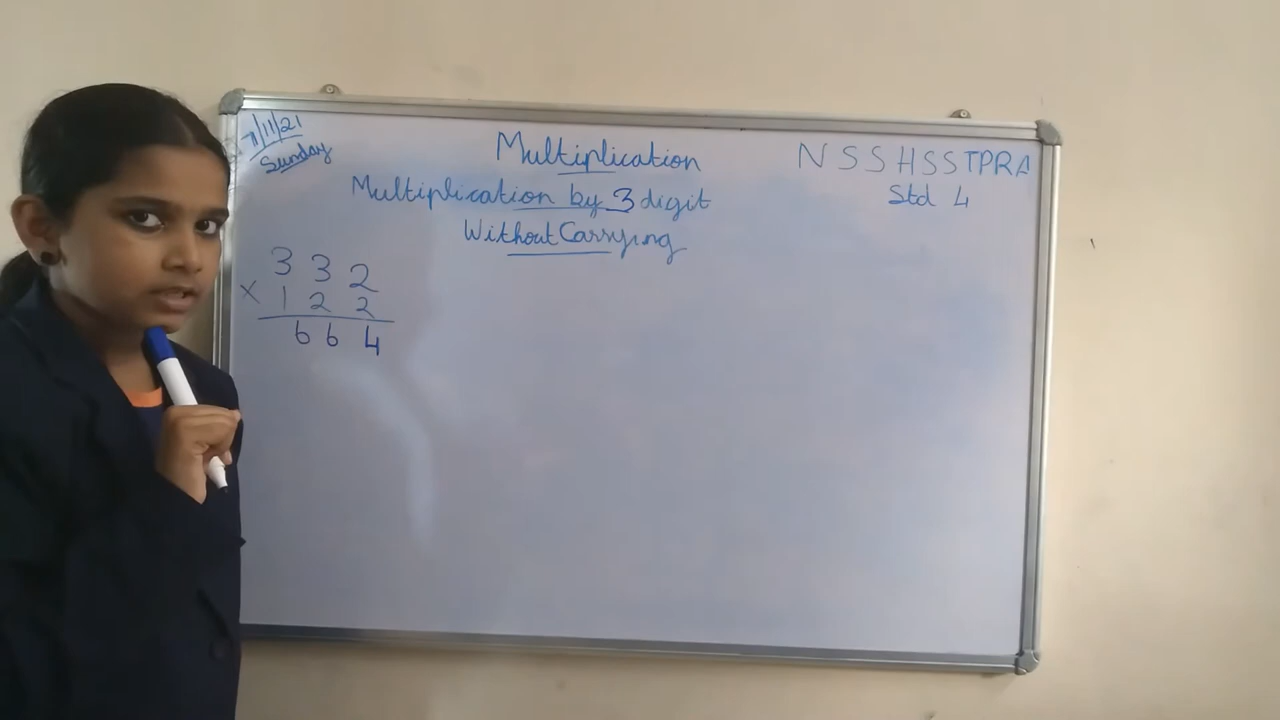 7/11/21
Sunday
Multiplication
Multiplication by 3 digit
Without Carrying
N S S H S S T P R A
Std 4
3 3 2
× 1 2 2
6 6 4